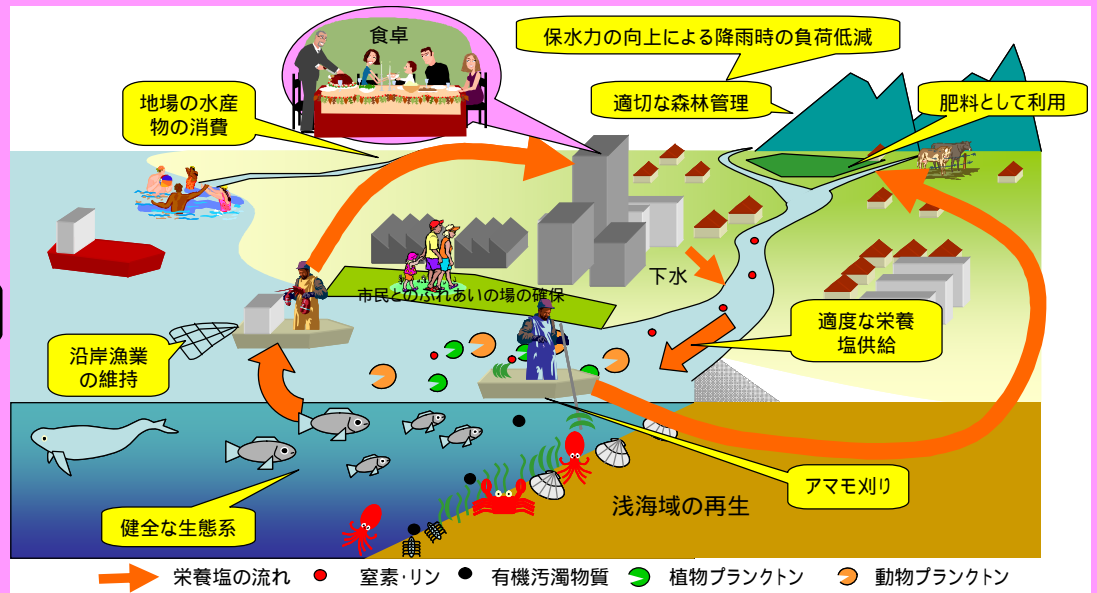 食卓
保水力の向上による降雨時の負荷低減
地場の水産
物の消費
適切な森林管理
肥料として利用
下水
市民とのふれあいの場の確保
適度な栄養
塩供給
沿岸漁業
の維持
アマモ刈り
浅海域の再生
健全な生態系
栄養塩の流れ
窒素・リン
有機汚濁物質
植物プランクトン
動物プランクトン